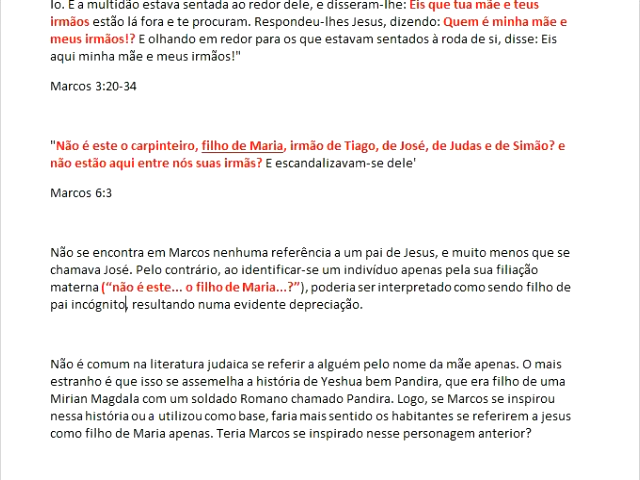 lo. E a multidão estava sentada ao redor dele, e disseram-lhe: Eis que tua mãe e teus
irmãos estão lá fora e te procuram. Respondeu-lhes Jesus, dizendo: Quem é minha mãe e
meus irmãos!? E olhando em redor para os que estavam sentados à roda de si, disse: Eis
aqui minha mãe e meus irmãos!"
Marcos 3:20-34
"Não é este o carpinteiro, filho de Maria, irmão de Tiago, de José, de Judas e de Simão? e
não estão aqui entre nós suas irmãs? E escandalizavam-se dele'
Marcos 6:3
Não se encontra em Marcos nenhuma referência a um pai de Jesus, e muito menos que se
chamava José. Pelo contrário, ao identificar-se um indivíduo apenas pela sua filiação
materna (“não é este... o filho de Maria...?”), poderia ser interpretado como sendo filho de
pai incógnito, resultando numa evidente depreciação.
Não é comum na literatura judaica se referir a alguém pelo nome da mãe apenas. O mais
estranho é que isso se assemelha a história de Yeshua bem Pandira, que era filho de uma
Mirian Magdala com um soldado Romano chamado Pandira. Logo, se Marcos se inspirou
nessa história ou a utilizou como base, faria mais sentido os habitantes se referirem a jesus
como filho de Maria apenas. Teria Marcos se inspirado nesse personagem anterior?